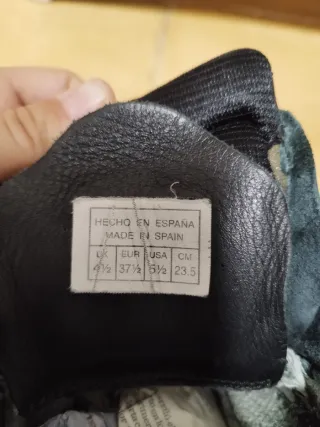 HECHO EN ESPAÑA
MADE IN SPAIN
UK EUR USA CM
4½ 37½ 5½ 23.5